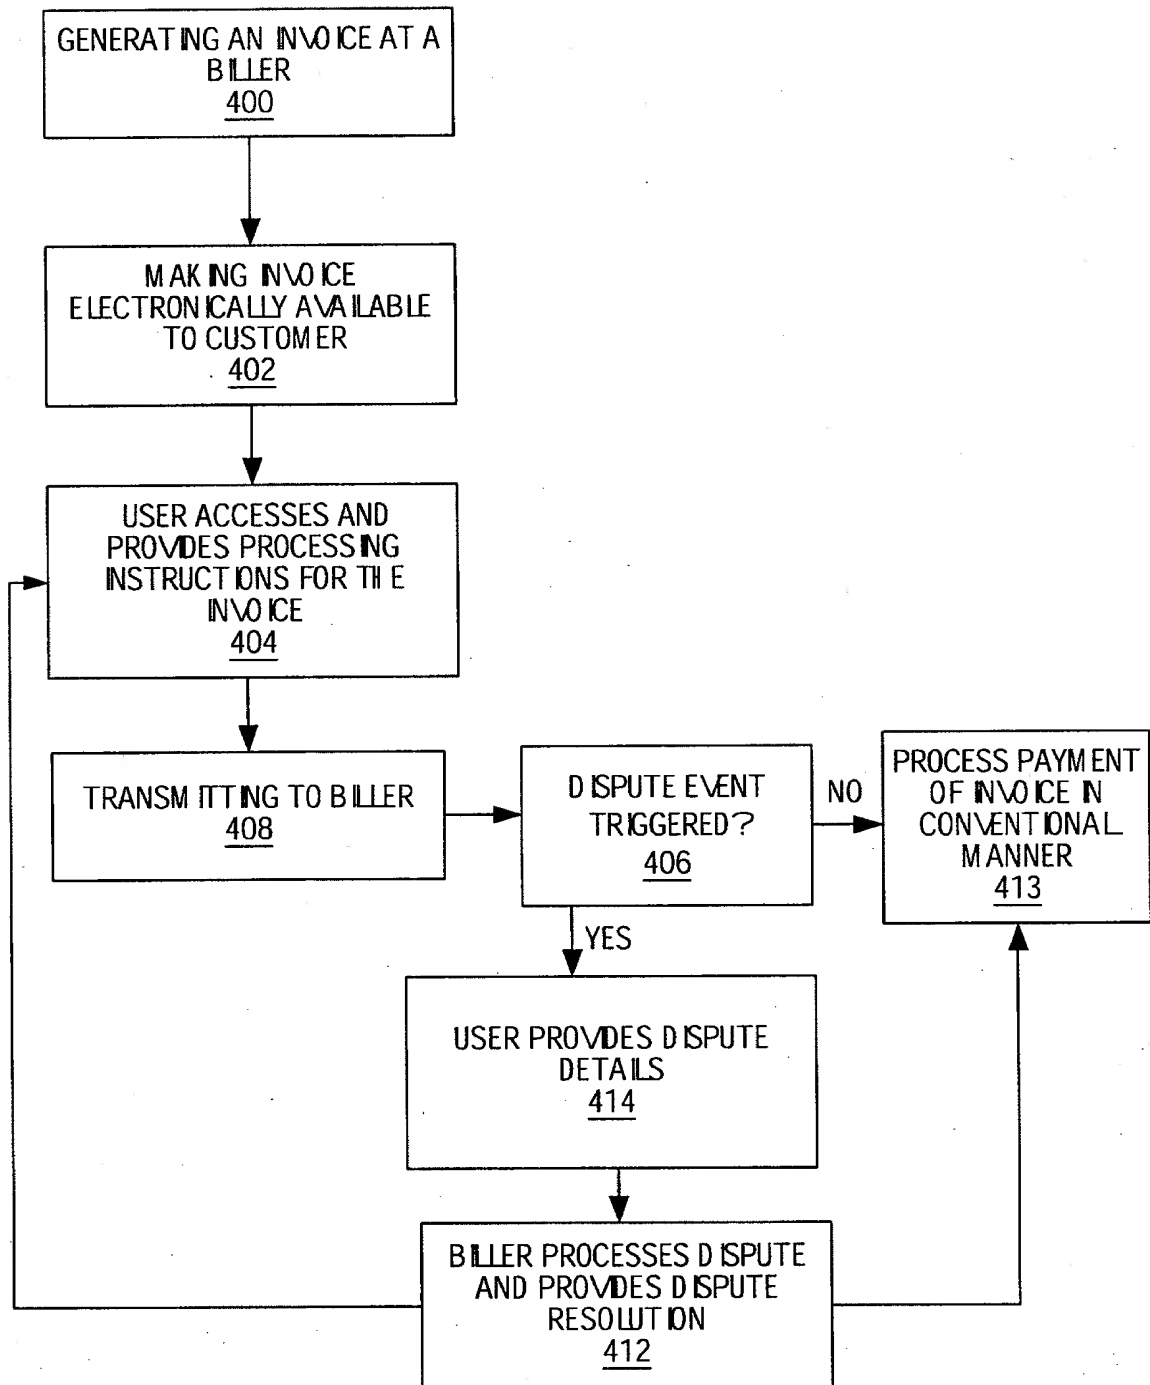 GENERATING AN INVOICE AT A
BILLER
400
MAKING INVOICE
ELECTRONICALLY AVAILABLE
TO CUSTOMER
402
USER ACCESSES AND
PROVIDES PROCESSING
INSTRUCTIONS FOR THE
INVOICE
404
TRANSMITTING TO BILLER
408
DISPUTE EVENT
TRIGGERED?
406
NO
PROCESS PAYMENT
OF INVOICE IN
CONVENTIONAL
MANNER
413
YES
USER PROVIDES DISPUTE
DETAILS
414
BILLER PROCESSES DISPUTE
AND PROVIDES DISPUTE
RESOLUTION
412